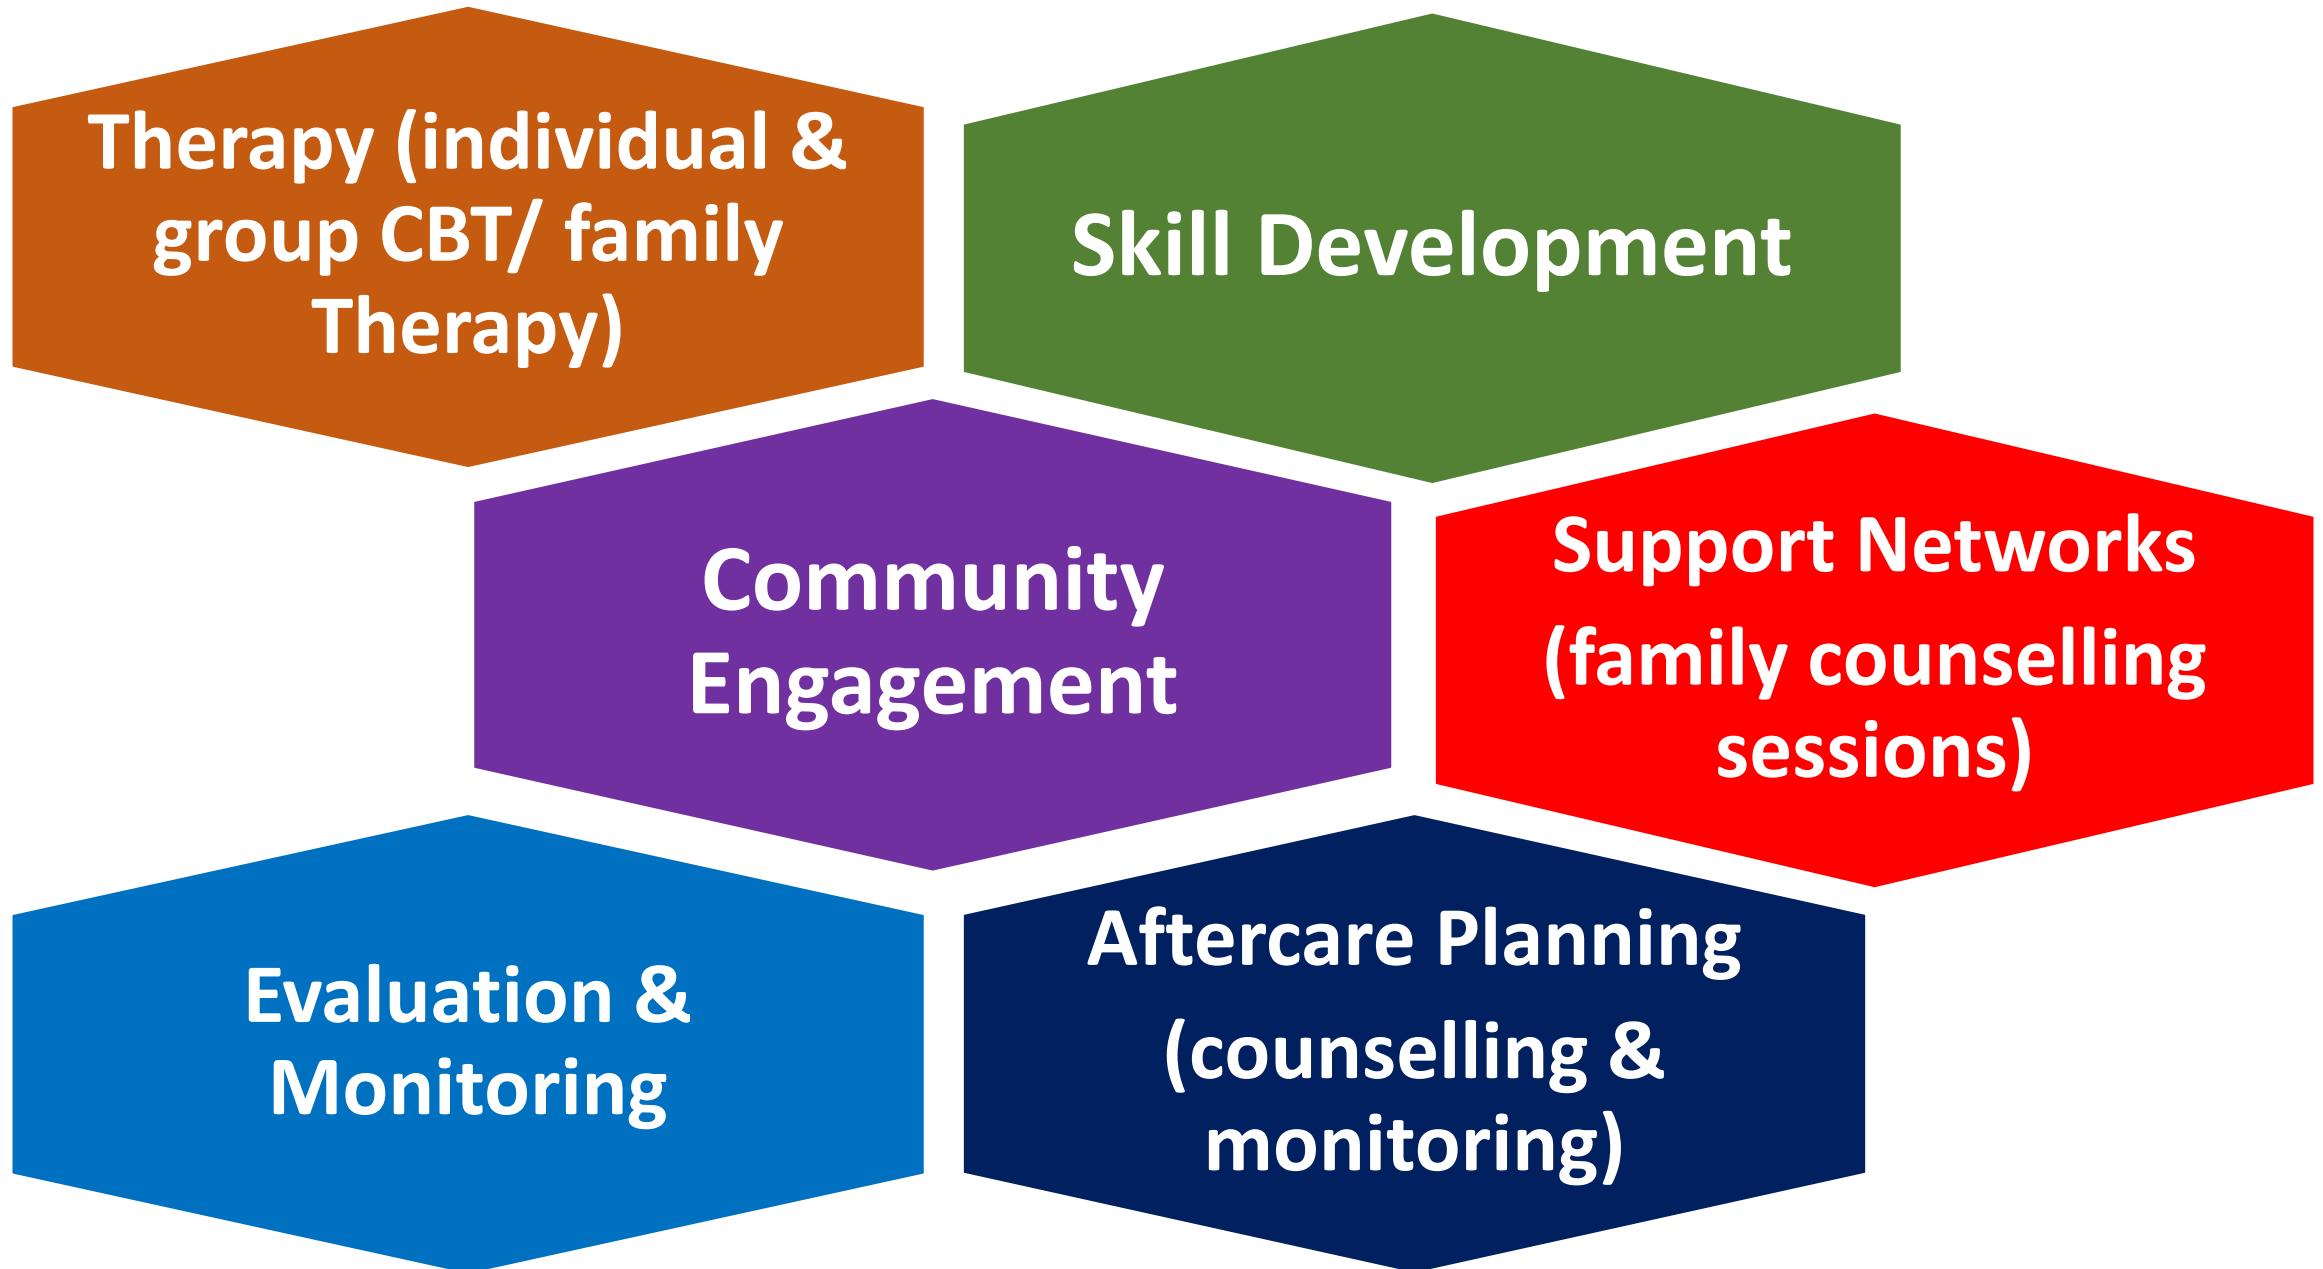 Therapy (individual &
group CBT/ family
Therapy)
Skill Development
Community
Engagement
Support Networks
(family counselling
sessions)
Evaluation &
Monitoring
Aftercare Planning
(counselling &
monitoring)